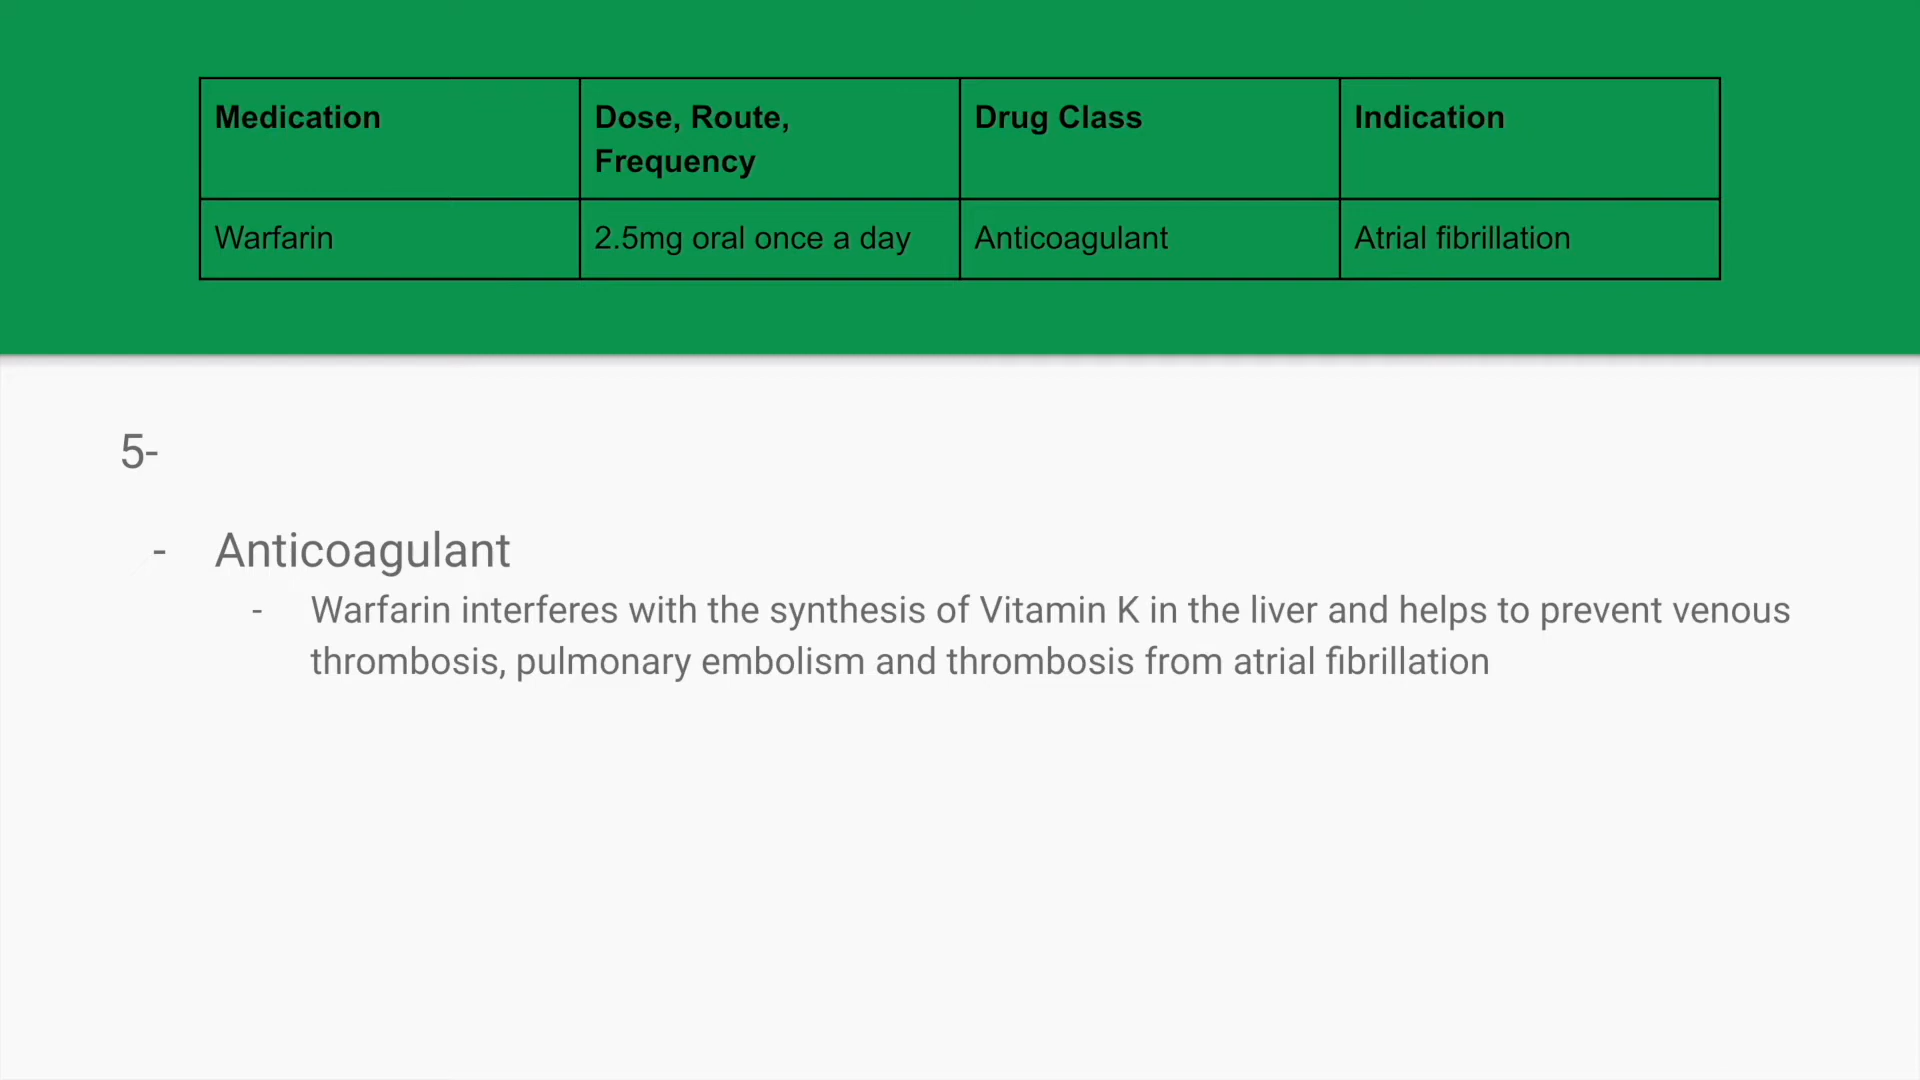 Medication
Dose, Route,
Frequency
Drug Class
Indication
Warfarin
2.5mg oral once a day
Anticoagulant
Atrial fibrillation
5-
- Anticoagulant
- Warfarin interferes with the synthesis of Vitamin K in the liver and helps to prevent venous
thrombosis, pulmonary embolism and thrombosis from atrial fibrillation